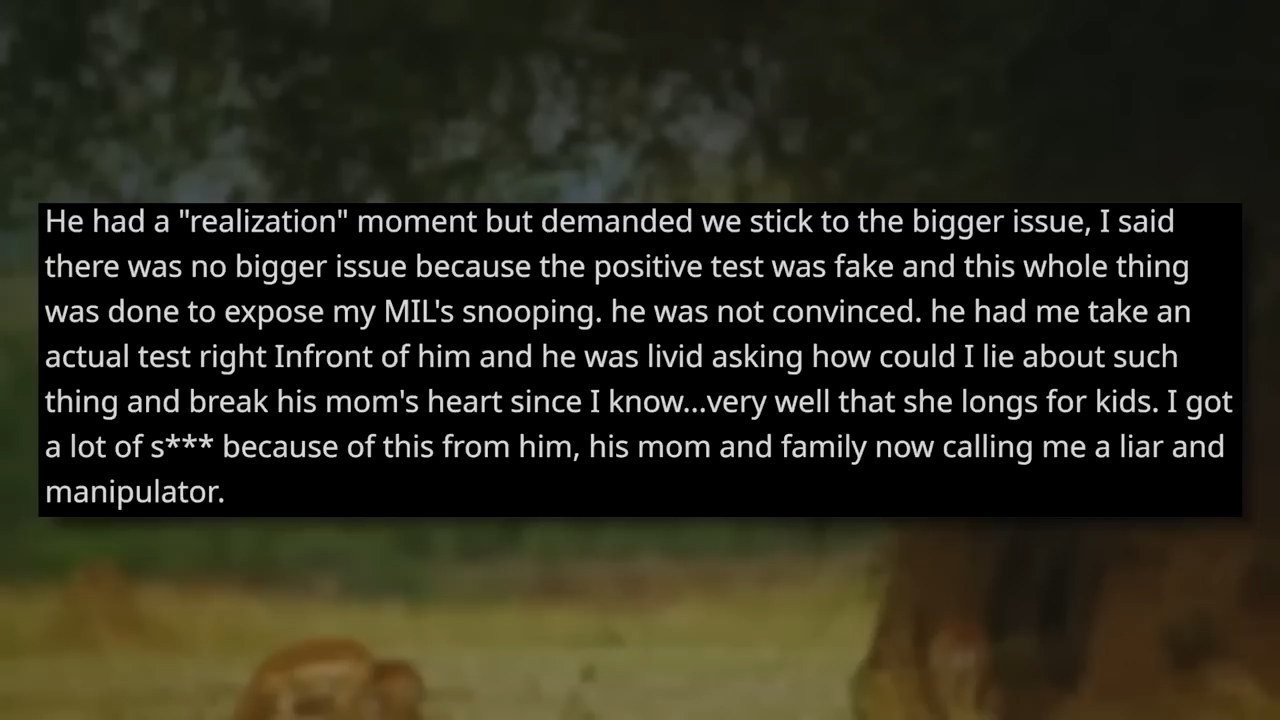 He had a "realization" moment but demanded we stick to the bigger issue, I said
there was no bigger issue because the positive test was fake and this whole thing
was done to expose my MIL's snooping. he was not convinced. he had me take an
actual test right Infront of him and he was livid asking how could I lie about such
thing and break his mom's heart since I know...very well that she longs for kids. I got
a lot of s*** because of this from him, his mom and family now calling me a liar and
manipulator.